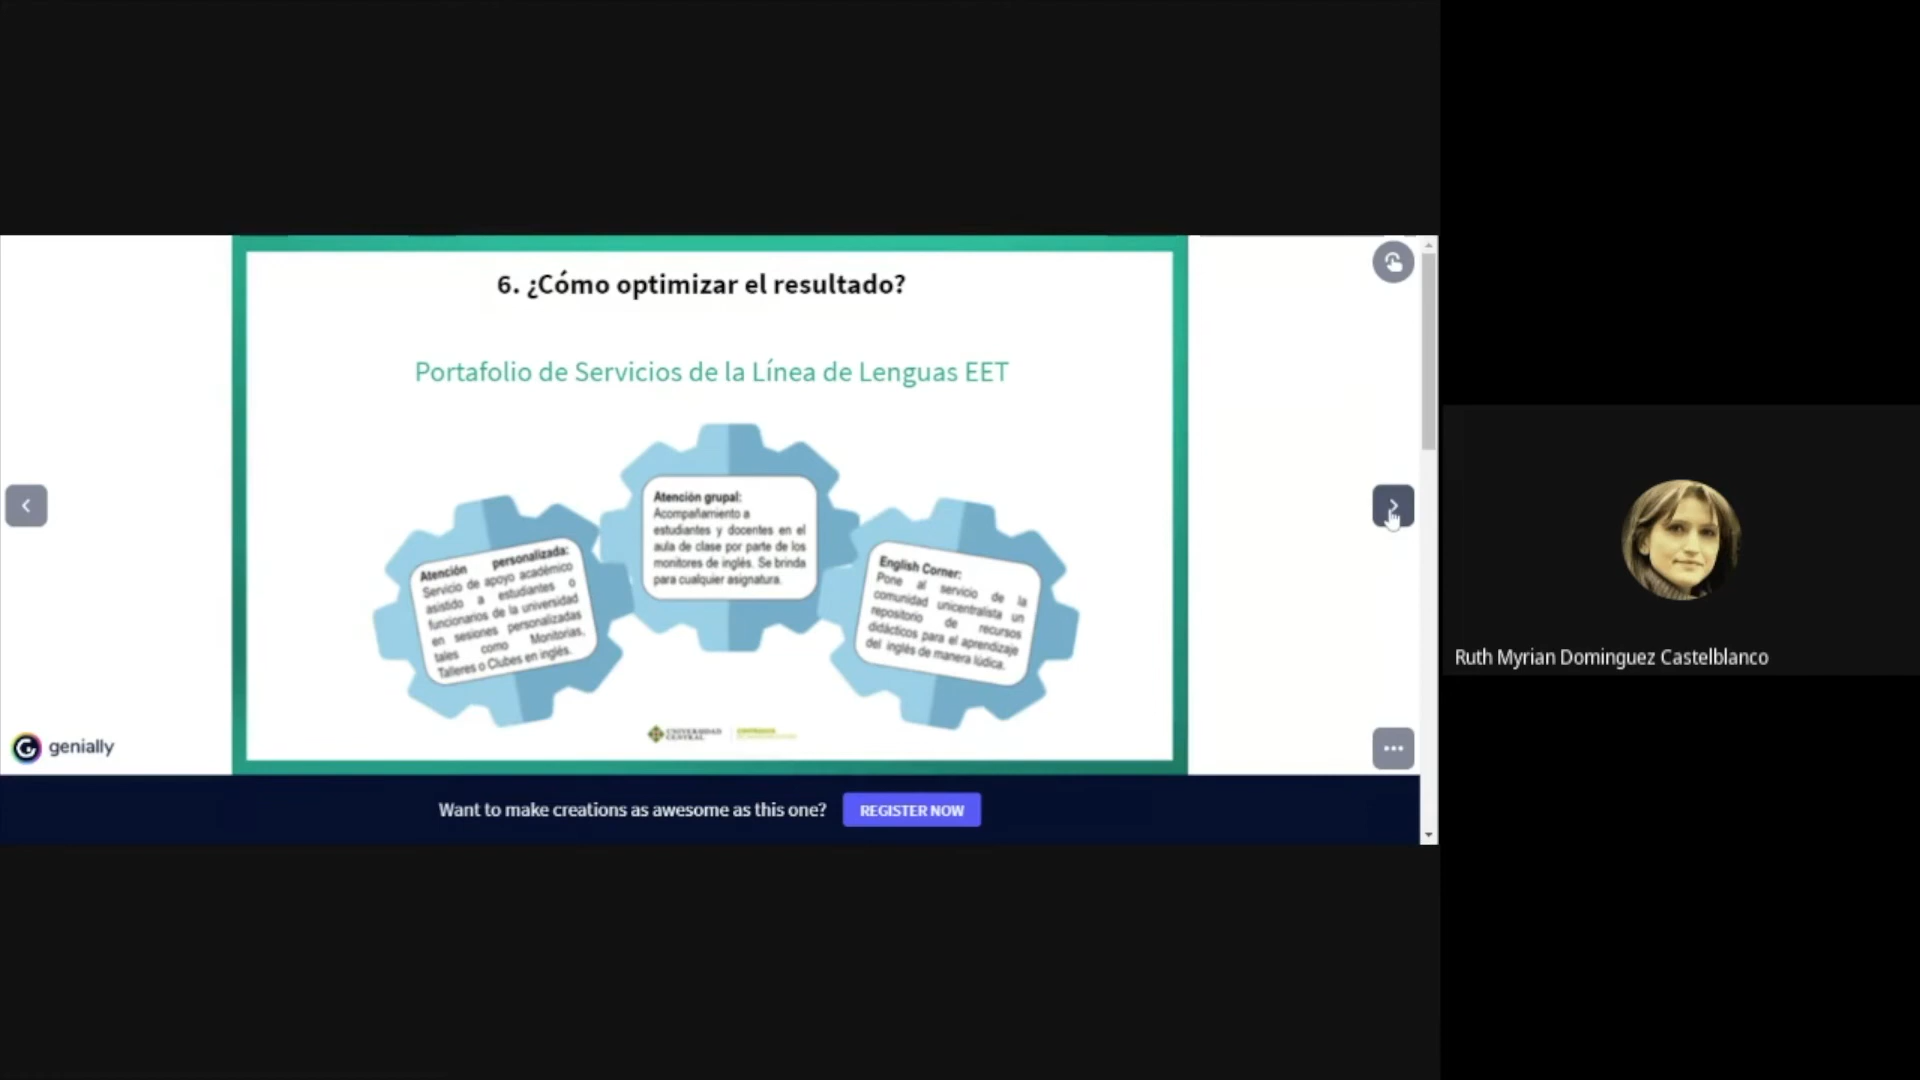 6. ¿Cómo optimizar el resultado?
Portafolio de Servicios de la Línea de Lenguas EET
Atención personalizada:
Servicio de apoyo académico
asistido a estudiantes o
funcionarios de la universidad
en sesiones personalizadas
tales como Monitorias,
Talleres o Clubes en inglés.
Atención grupal:
Acompañamiento a
estudiantes y docentes en el
aula de clase por parte de los
monitores de inglés. Se brinda
para cualquier asignatura.
English Corner:
Pone al servicio de la
comunidad unicentralista un
repositorio de recursos
didácticos para el aprendizaje
del inglés de manera lúdica.
UNIVERSIDAD
CENTRAL
genially
Want to make creations as awesome as this one?
REGISTER NOW
Ruth Myrian Dominguez Castelblanco